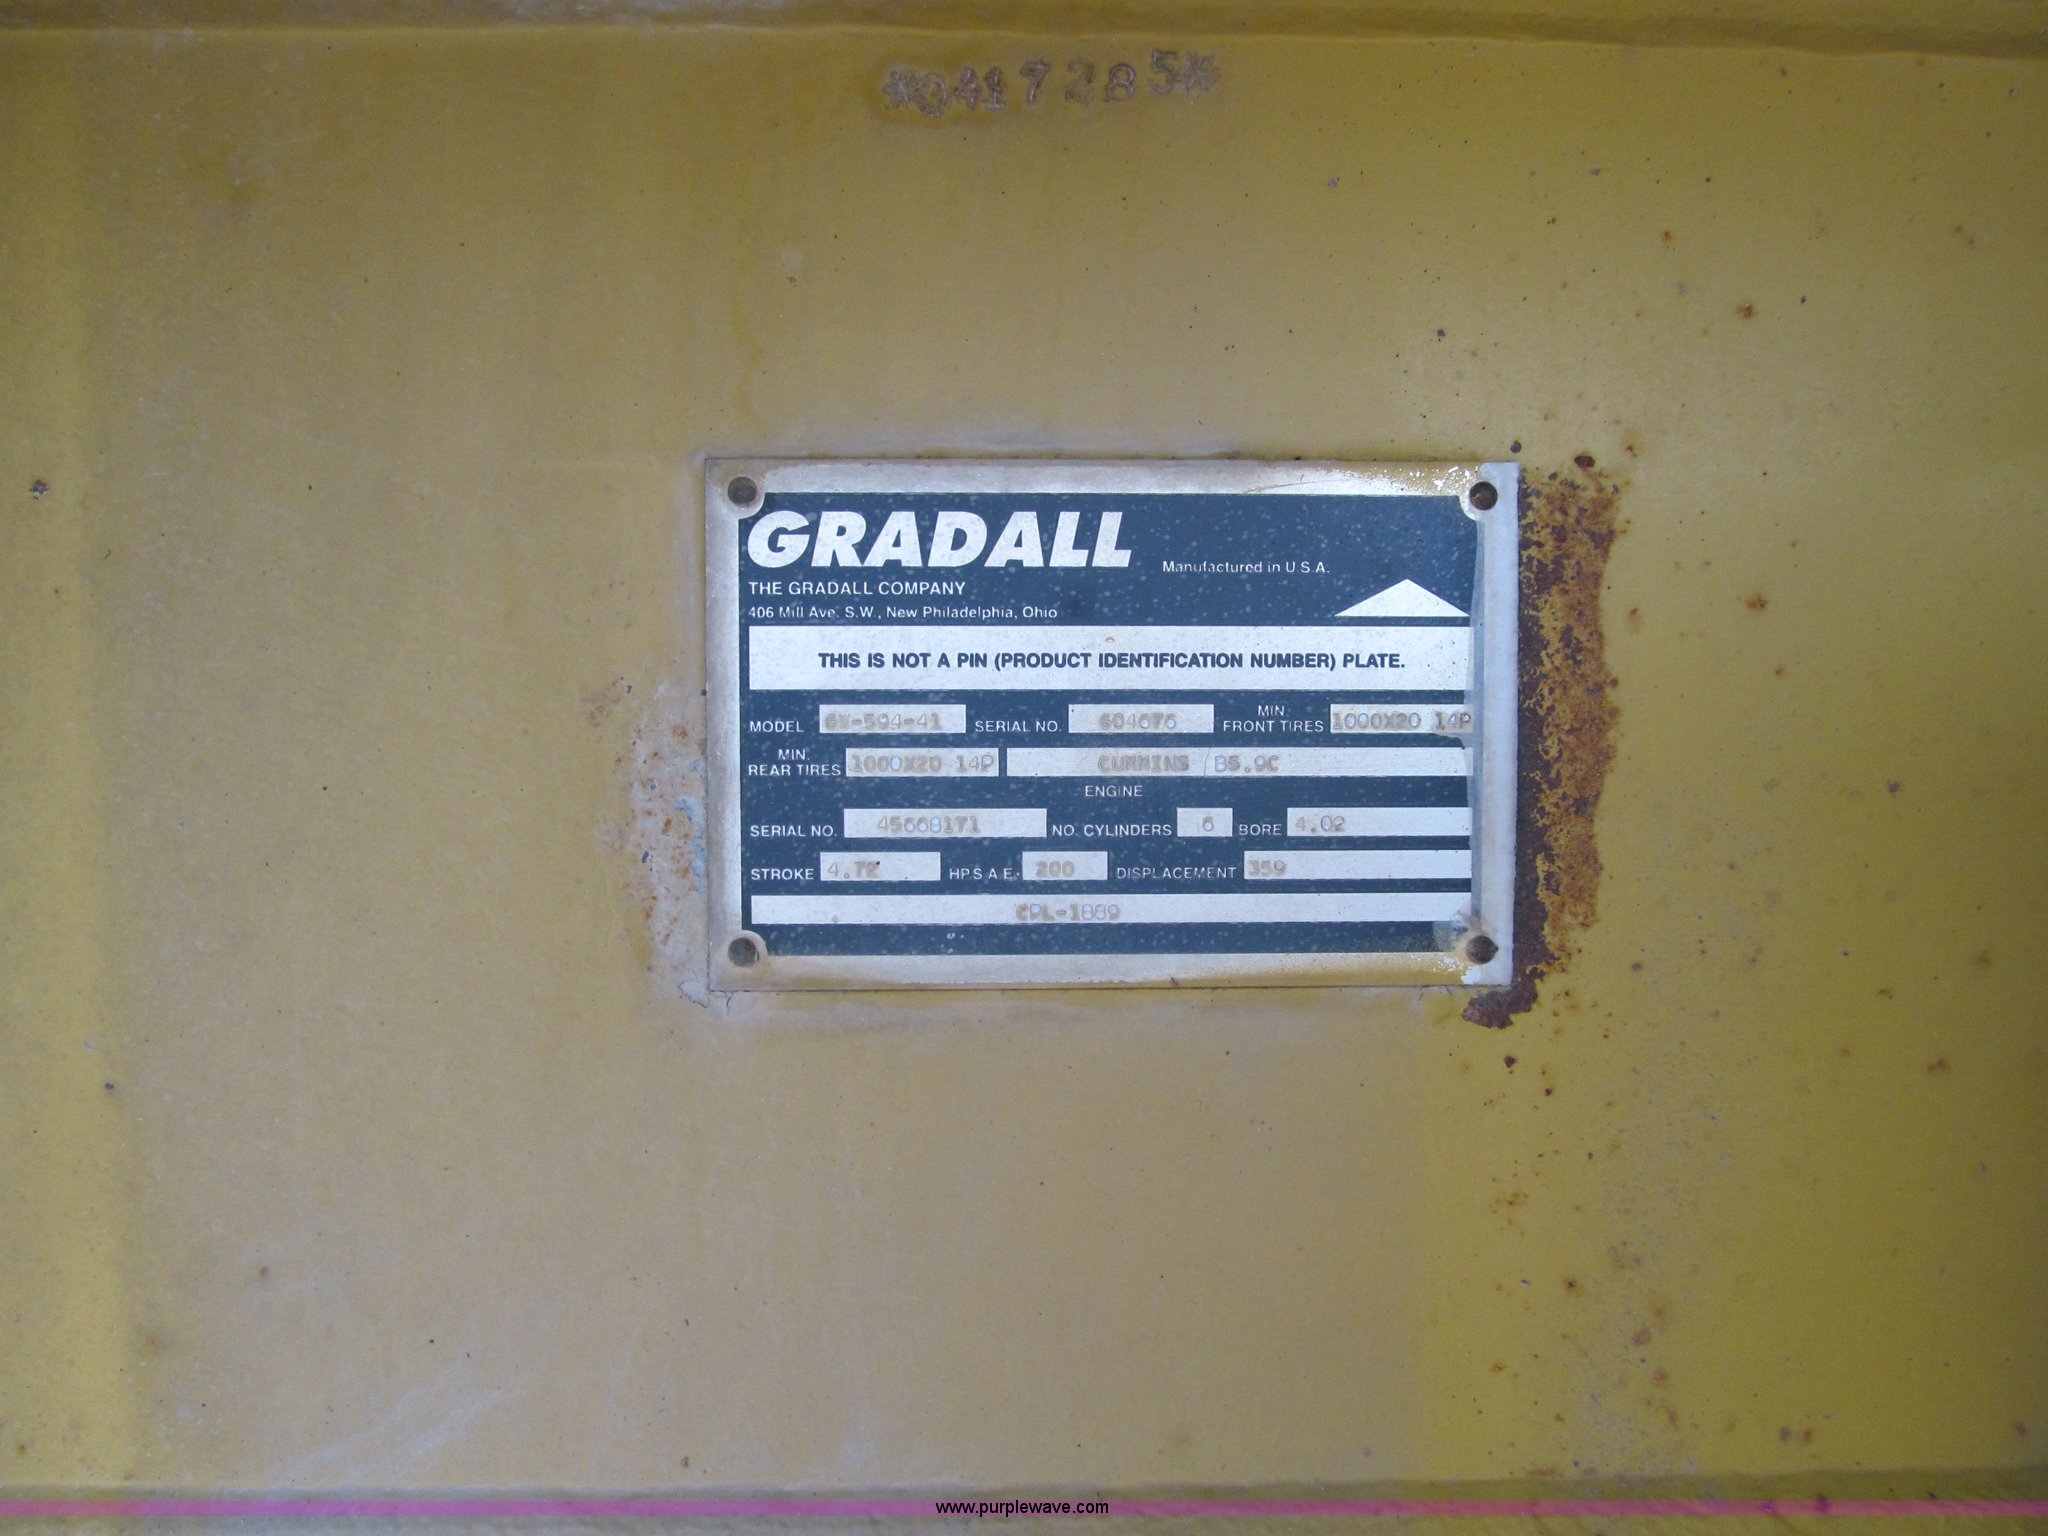 *0417285*
GRADALL
Manufactured in U.S.A.
THE GRADALL COMPANY
406 Mill Ave. S.W., New Philadelphia, Ohio
THIS IS NOT A PIN (PRODUCT IDENTIFICATION NUMBER) PLATE.
MODEL 6W-594-41 SERIAL NO. G04676 MIN FRONT TIRES 1000X20 14P
MIN. REAR TIRES 1000X20 14P CUMMINS B5.9C
ENGINE
SERIAL NO. 45668171 NO. CYLINDERS 6 BORE 4.02
STROKE 4.72 HP S.A.E. 200 DISPLACEMENT 359
CPL-1889
www.purplewave.com